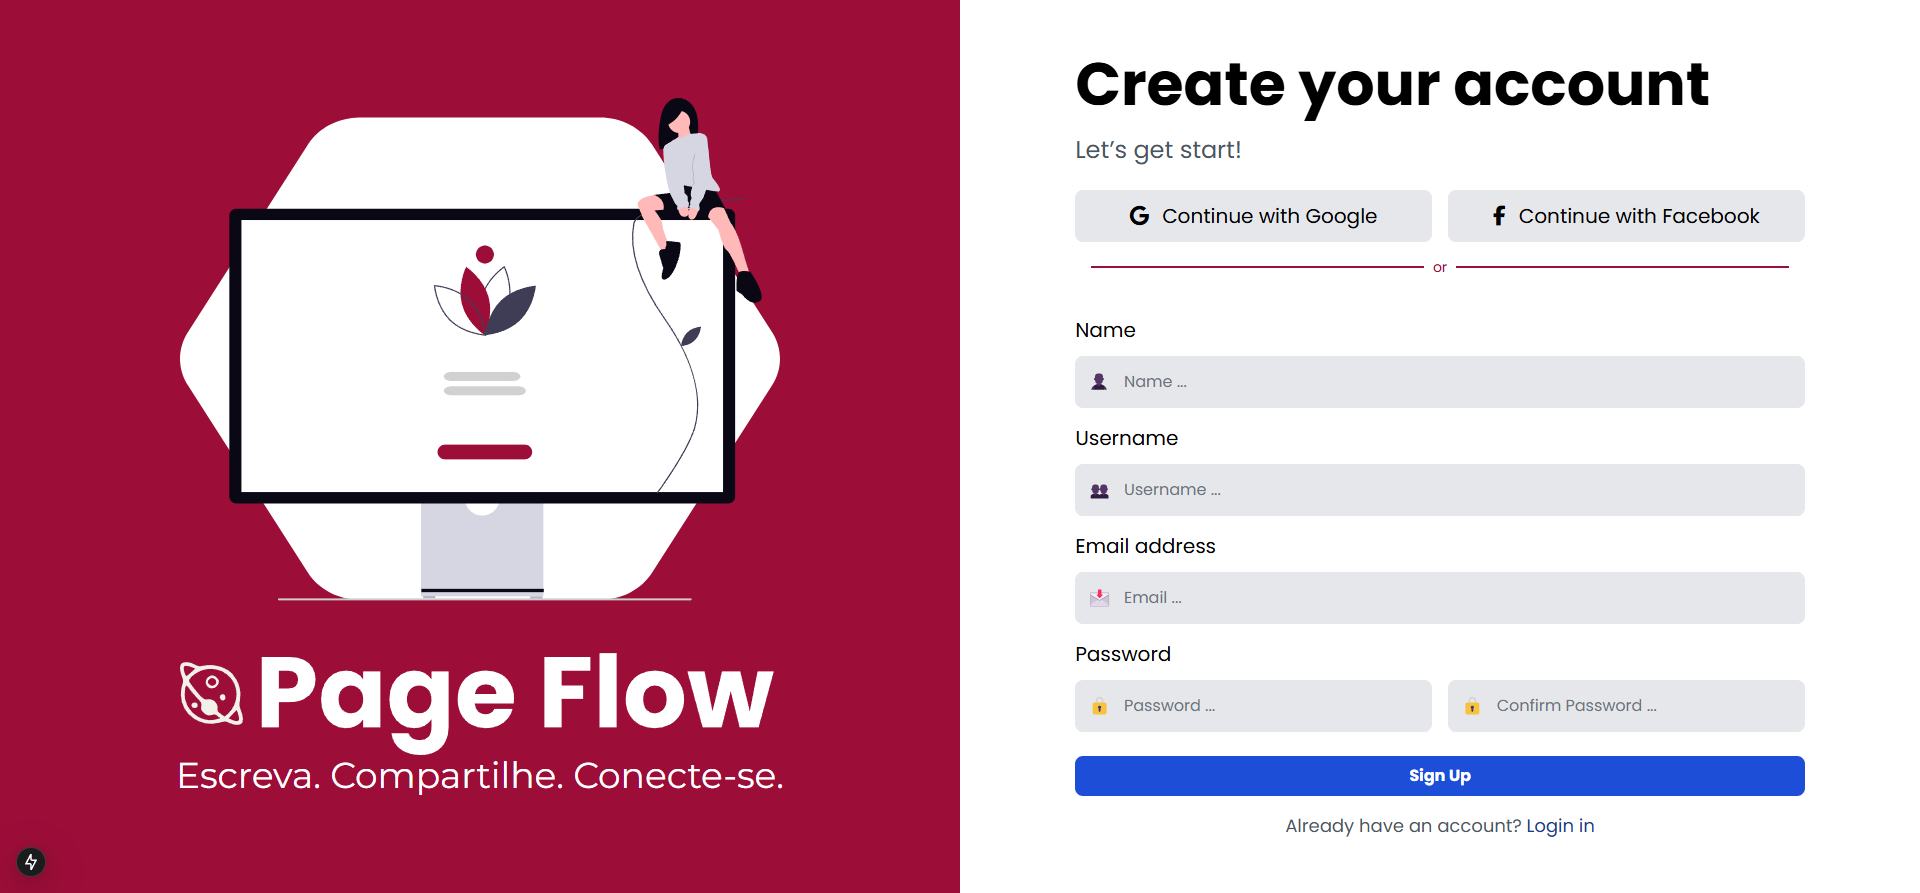 Page Flow
Escreva. Compartilhe. Conecte-se.
Create your account
Let's get start!
Continue with Google
Continue with Facebook
or
Name
Name ...
Username
Username ...
Email address
Email ...
Password
Password ...
Confirm Password ...
Sign Up
Already have an account? Login in